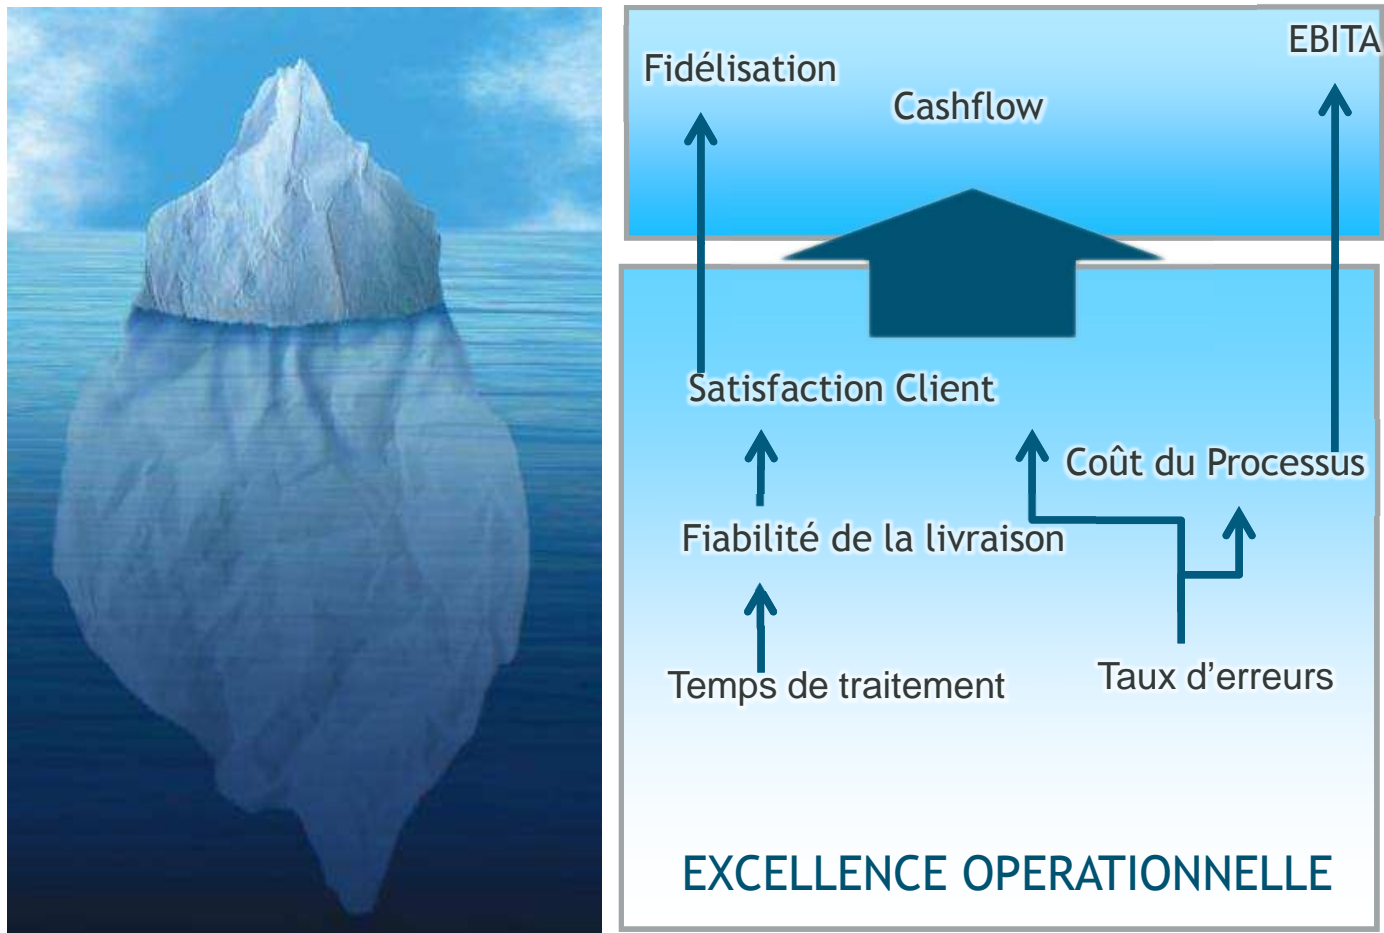 EBITA
Fidélisation
Cashflow
Satisfaction Client
Coût du Processus
Fiabilité de la livraison
Temps de traitement
Taux d'erreurs
EXCELLENCE OPERATIONNELLE